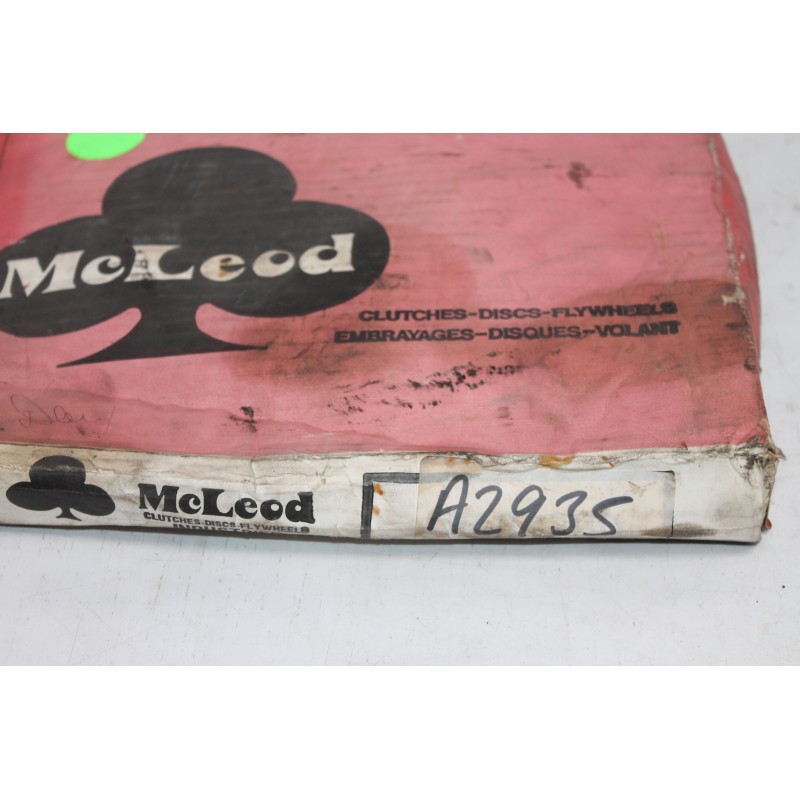 McLeod
CLUTCHES-DISCS-FLYWHEELS
EMBRAYAGES-DISQUES-VOLANT
McLeod
CLUTCHES-DISCS-FLYWHEELS
A2935